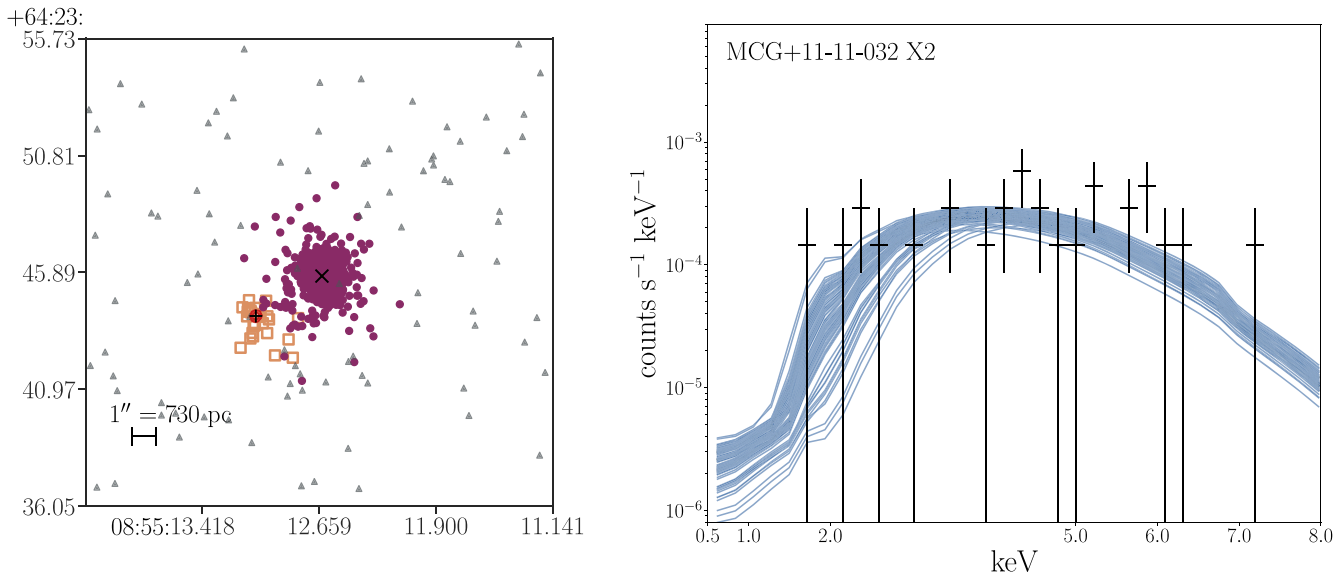 +64:23:
55.73
50.81
45.89
40.97
36.05
1″ = 730 pc
08:55:13.418 12.659 11.900 11.141
MCG+11-11-032 X2
counts s⁻¹ keV⁻¹
10⁻³
10⁻⁴
10⁻⁵
10⁻⁶
0.5 1.0 2.0 5.0 6.0 7.0 8.0
keV